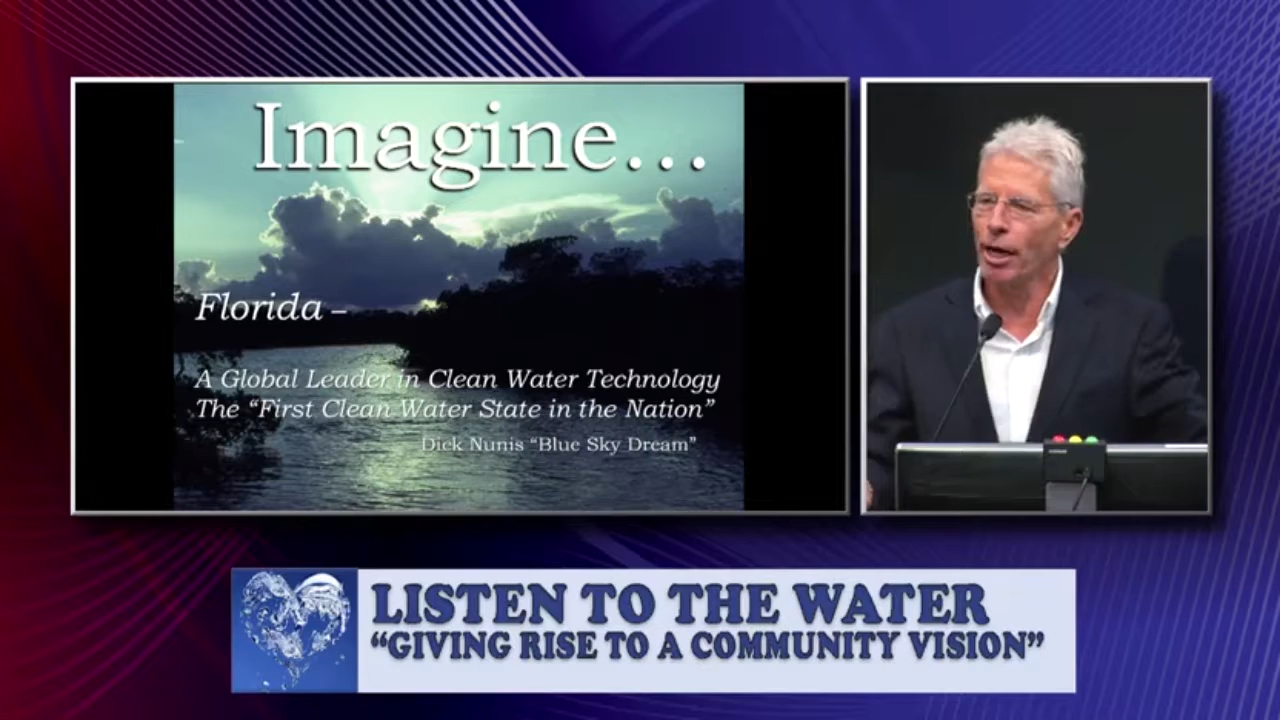 Imagine...
Florida –
A Global Leader in Clean Water Technology
The “First Clean Water State in the Nation”
Dick Nunis “Blue Sky Dream”
LISTEN TO THE WATER
“GIVING RISE TO A COMMUNITY VISION”